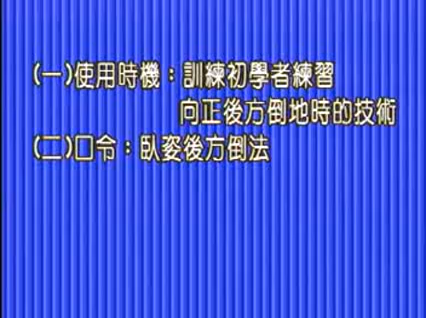 (一)使用時機：訓練初學者練習
向正後方倒地時的技術
(二)口令：臥姿後方倒法